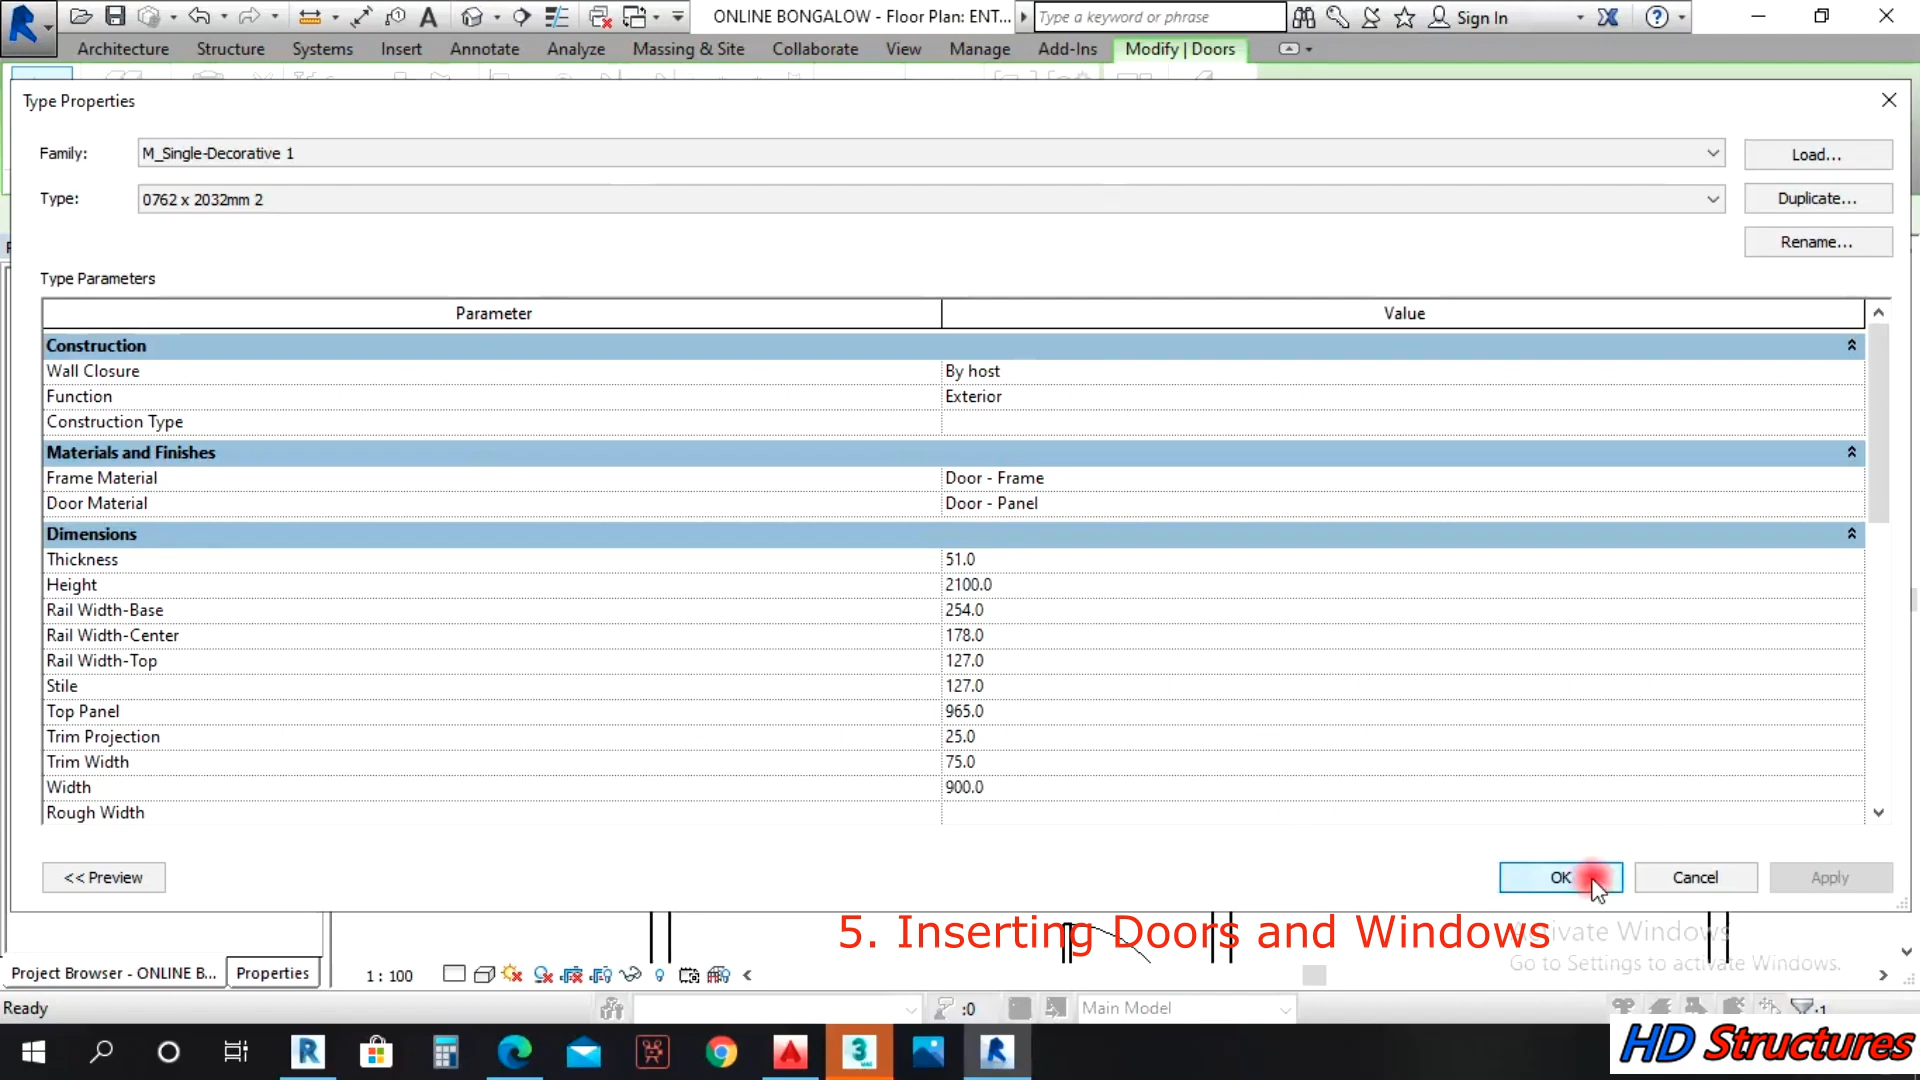 ONLINE BONGALOW - Floor Plan: ENT...
Type a keyword or phrase
Sign In
Architecture Structure Systems Insert Annotate Analyze Massing & Site Collaborate View Manage Add-Ins Modify | Doors
Type Properties
Family: M_Single-Decorative 1 Load...
Type: 0762 x 2032mm 2 Duplicate...
Rename...
Type Parameters
Parameter Value
Construction
Wall Closure By host
Function Exterior
Construction Type
Materials and Finishes
Frame Material Door - Frame
Door Material Door - Panel
Dimensions
Thickness 51.0
Height 2100.0
Rail Width-Base 254.0
Rail Width-Center 178.0
Rail Width-Top 127.0
Stile 127.0
Top Panel 965.0
Trim Projection 25.0
Trim Width 75.0
Width 900.0
Rough Width
<< Preview OK Cancel Apply
5. Inserting Doors and Windows
Activate Windows
Go to Settings to activate Windows.
Project Browser - ONLINE B... Properties 1 : 100
Ready :0 Main Model :1
HD Structures